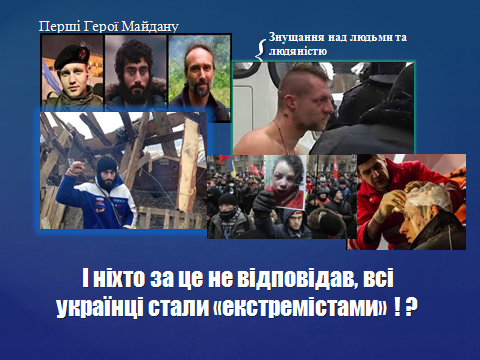 Перші Герої Майдану
Знущання над людьми та
людяністю
І ніхто за це не відповідав, всі
українці стали «екстремістами» ! ?